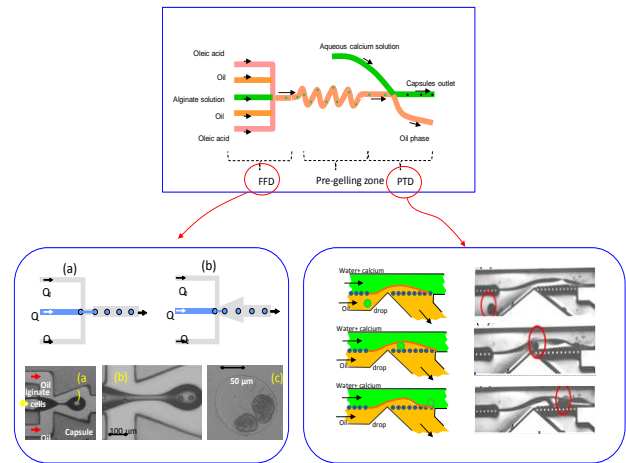 Oleic acid
Aqueous calcium solution
Oil
Alginate solution
Capsules outlet
Oil
Oleic acid
Oil phase
FFD
Pre-gelling zone
PTD
(a)
(b)
Q
Q
Q
Q
Q
Q
Oil
alginate
cells
Oil
(a
Capsule
(b)
100 µm
50 µm
(c)
Water+ calcium
Oil
drop
Water+ calcium
Oil
drop
Water+ calcium
Oil
drop